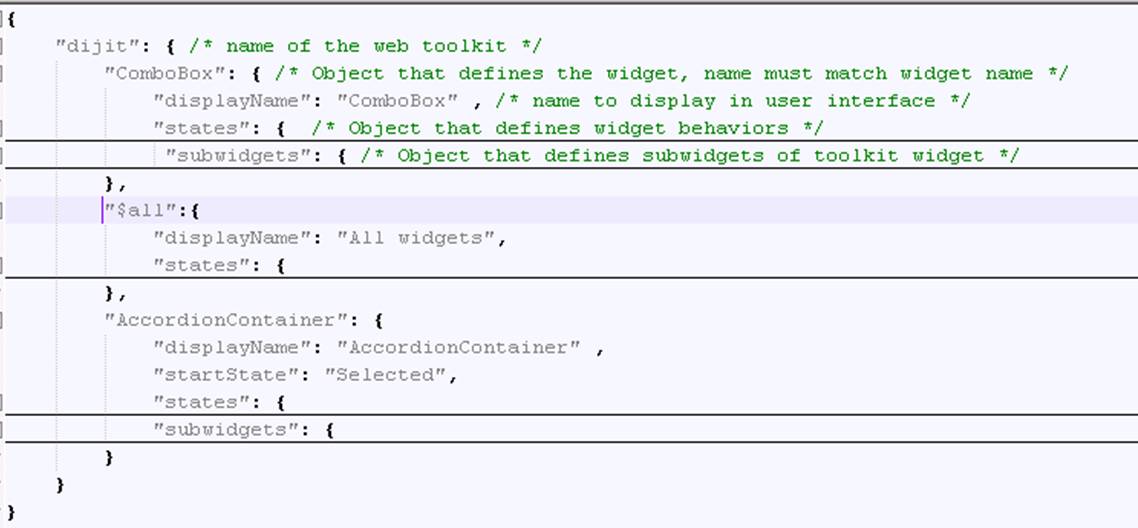 {
"dijit": { /* name of the web toolkit */
"ComboBox": { /* Object that defines the widget, name must match widget name */
"displayName": "ComboBox" , /* name to display in user interface */
"states": { /* Object that defines widget behaviors */
"subwidgets": { /* Object that defines subwidgets of toolkit widget */
},
"$all":{
"displayName": "All widgets",
"states": {
},
"AccordionContainer": {
"displayName": "AccordionContainer" ,
"startState": "Selected",
"states": {
"subwidgets": {
}
}
}